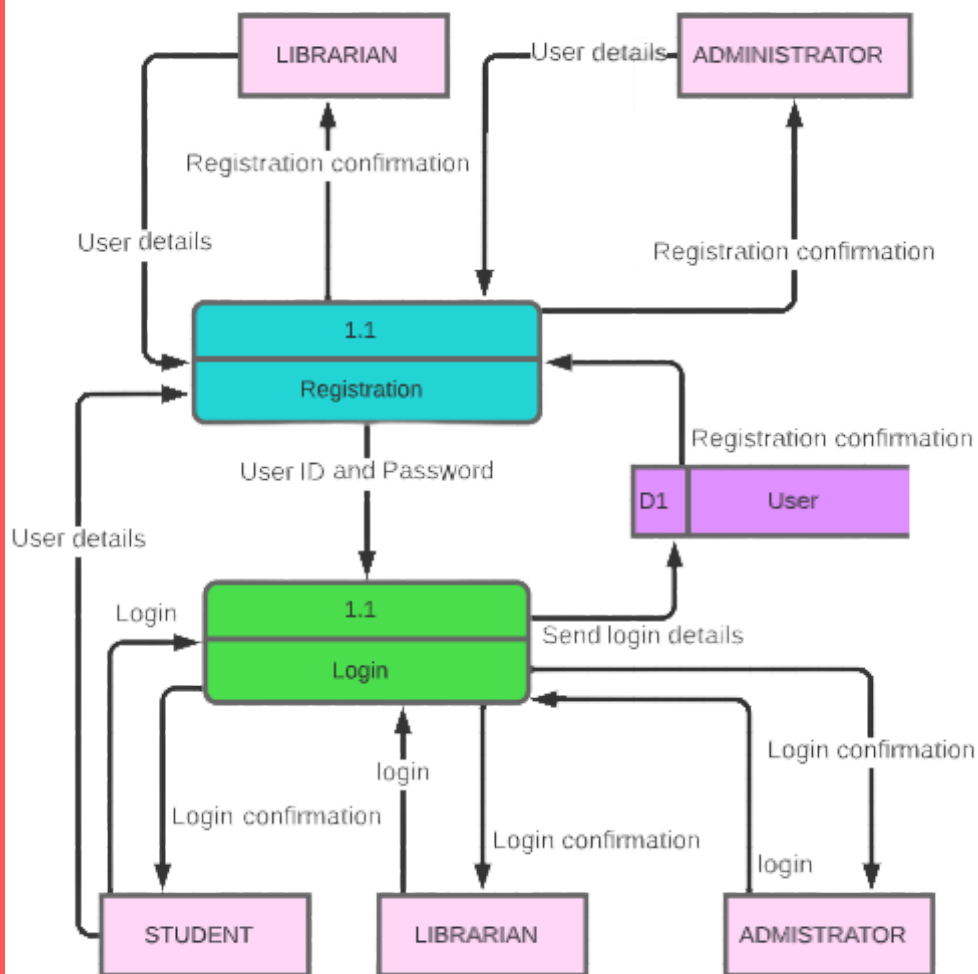 LIBRARIAN
User details
ADMINISTRATOR
Registration confirmation
User details
Registration confirmation
1.1
Registration
Registration confirmation
User ID and Password
D1
User
User details
1.1
Login
Send login details
Login
Login confirmation
login
Login confirmation
Login confirmation
login
STUDENT
LIBRARIAN
ADMISTRATOR